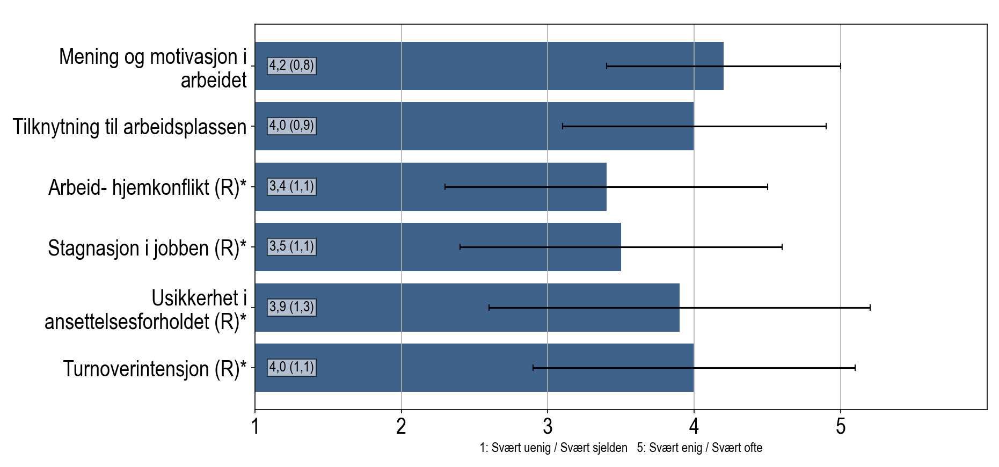 Mening og motivasjon i
arbeidet
4,2 (0,8)
Tilknytning til arbeidsplassen
4,0 (0,9)
Arbeid- hjemkonflikt (R)*
3,4 (1,1)
Stagnasjon i jobben (R)*
3,5 (1,1)
Usikkerhet i
ansettelsesforholdet (R)*
3,9 (1,3)
Turnoverintensjon (R)*
4,0 (1,1)
1 2 3 4 5
1: Svært uenig / Svært sjelden 5: Svært enig / Svært ofte